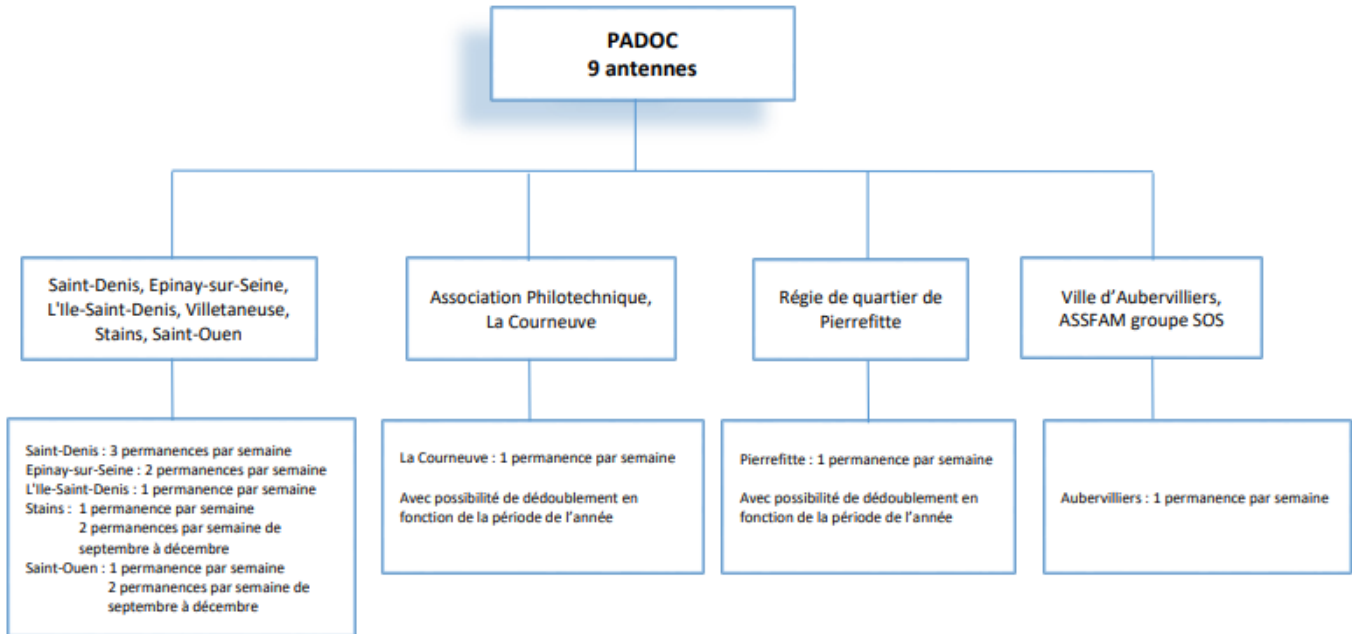 PADOC
9 antennes
Saint-Denis, Epinay-sur-Seine,
L'Ile-Saint-Denis, Villetaneuse,
Stains, Saint-Ouen
Association Philotechnique,
La Courneuve
Régie de quartier de
Pierrefitte
Ville d’Aubervilliers,
ASSFAM groupe SOS
Saint-Denis : 3 permanences par semaine
Epinay-sur-Seine : 2 permanences par semaine
L'Ile-Saint-Denis : 1 permanence par semaine
Stains : 1 permanence par semaine
2 permanences par semaine de
septembre à décembre
Saint-Ouen : 1 permanence par semaine
2 permanences par semaine de
septembre à décembre
La Courneuve : 1 permanence par semaine
Avec possibilité de dédoublement en
fonction de la période de l’année
Pierrefitte : 1 permanence par semaine
Avec possibilité de dédoublement en
fonction de la période de l’année
Aubervilliers : 1 permanence par semaine